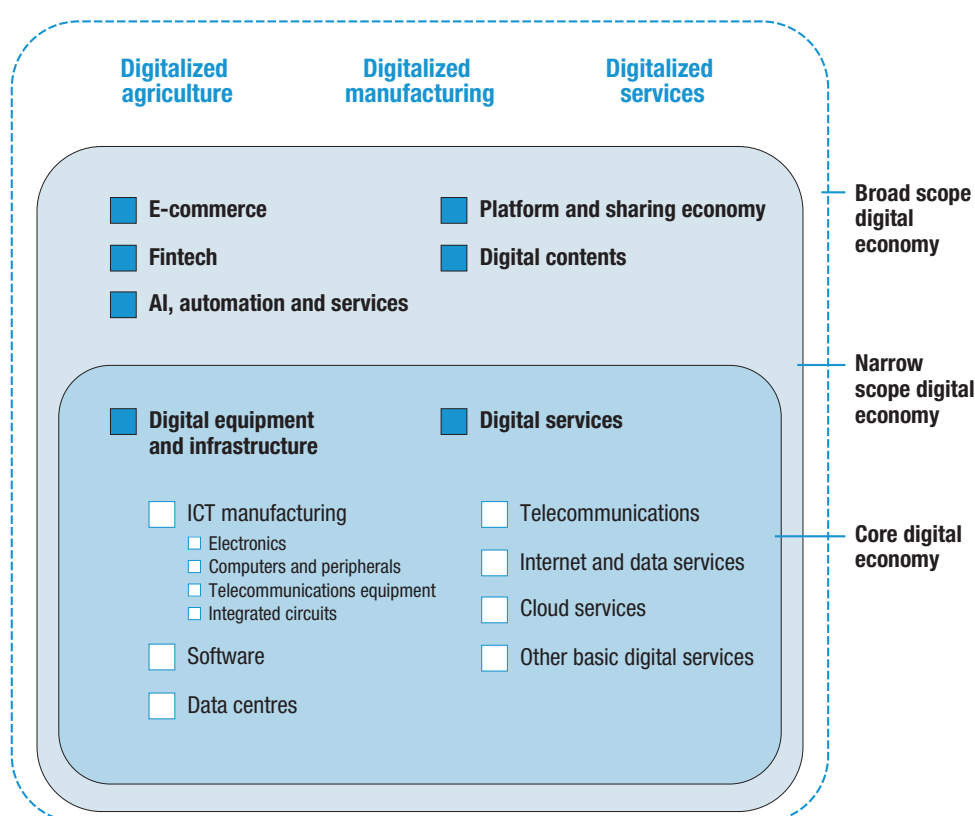 Digitalized
agriculture
Digitalized
manufacturing
Digitalized
services
E-commerce
Platform and sharing economy
Fintech
Digital contents
AI, automation and services
Broad scope
digital
economy
Narrow
scope digital
economy
Digital equipment
and infrastructure
Digital services
ICT manufacturing
Electronics
Computers and peripherals
Telecommunications equipment
Integrated circuits
Software
Data centres
Telecommunications
Internet and data services
Cloud services
Other basic digital services
Core digital
economy